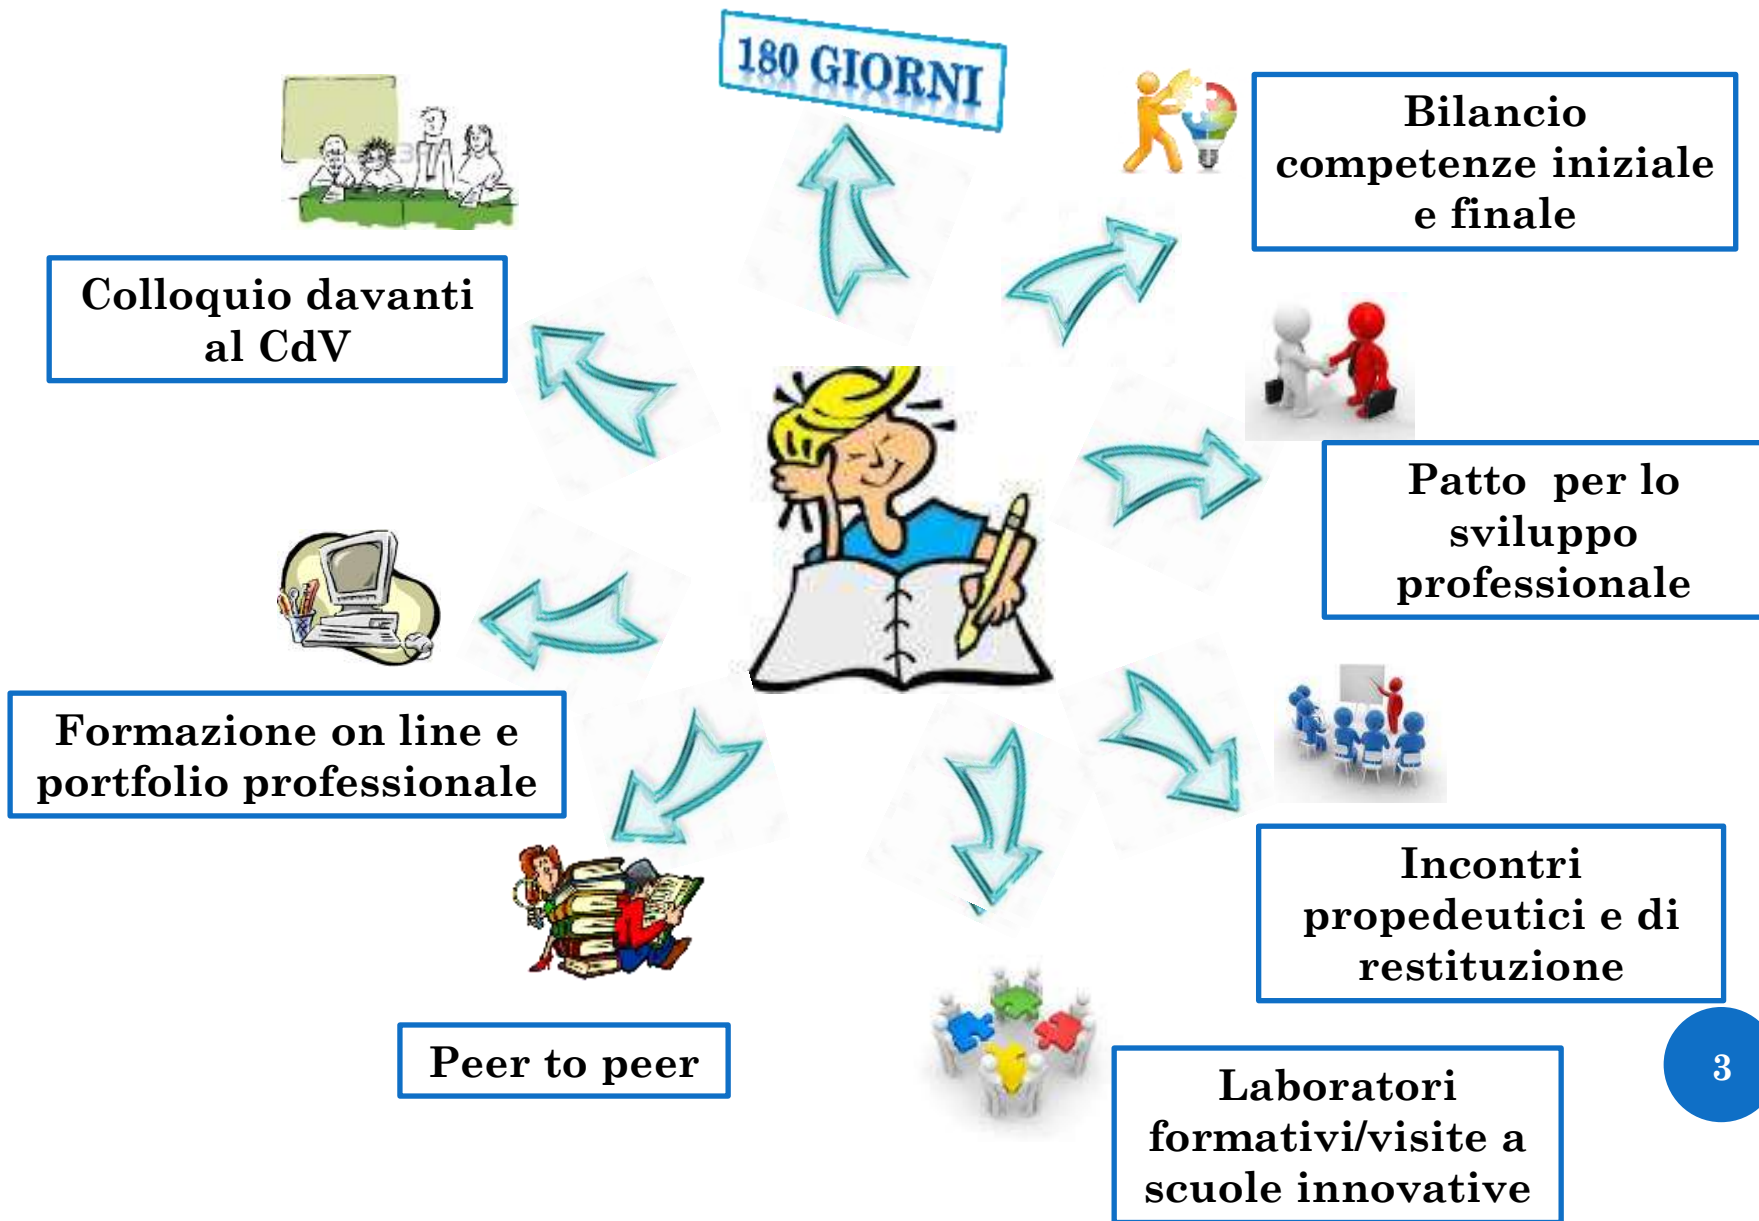 180 GIORNI
Bilancio
competenze iniziale
e finale
Colloquio davanti
al CdV
Patto per lo
sviluppo
professionale
Formazione on line e
portfolio professionale
Incontri
propedeutici e di
restituzione
Peer to peer
Laboratori
formativi/visite a
scuole innovative
3